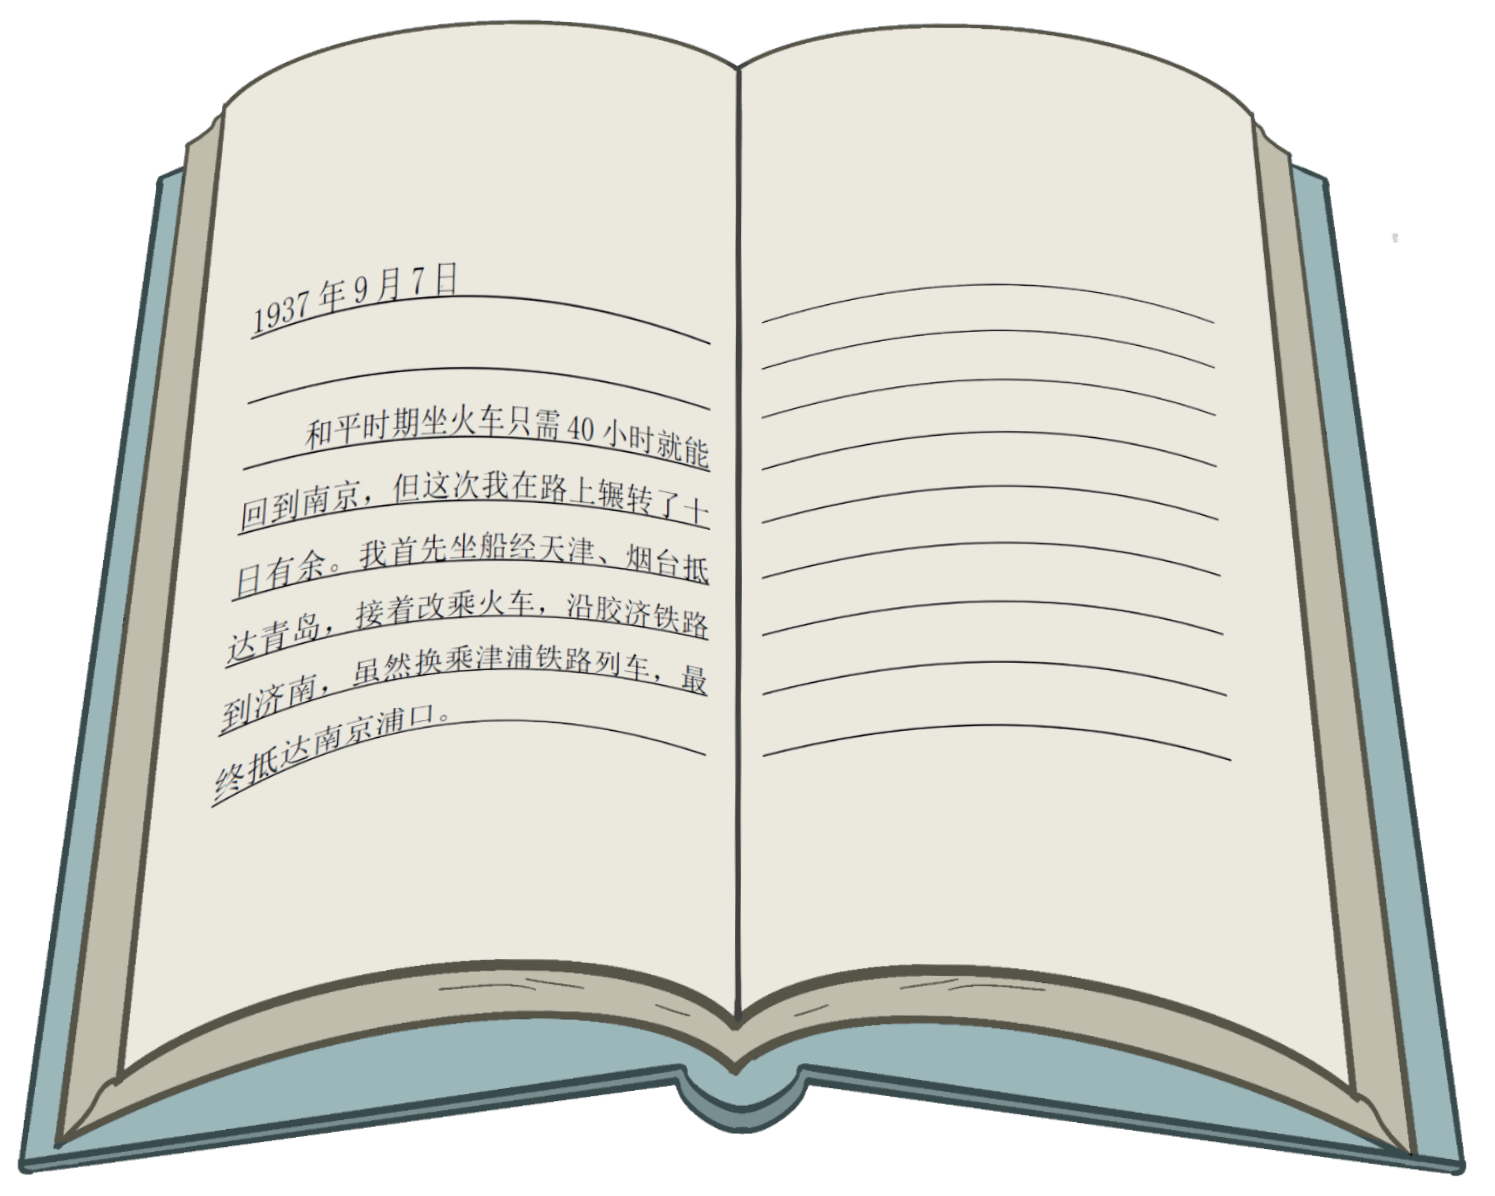 1937年9月7日
和平时期坐火车只需40小时就能
回到南京，但这次我在路上辗转了十
日有余。我首先坐船经天津、烟台抵
达青岛，接着改乘火车，沿胶济铁路
到济南，虽然换乘津浦铁路列车，最
终抵达南京浦口。